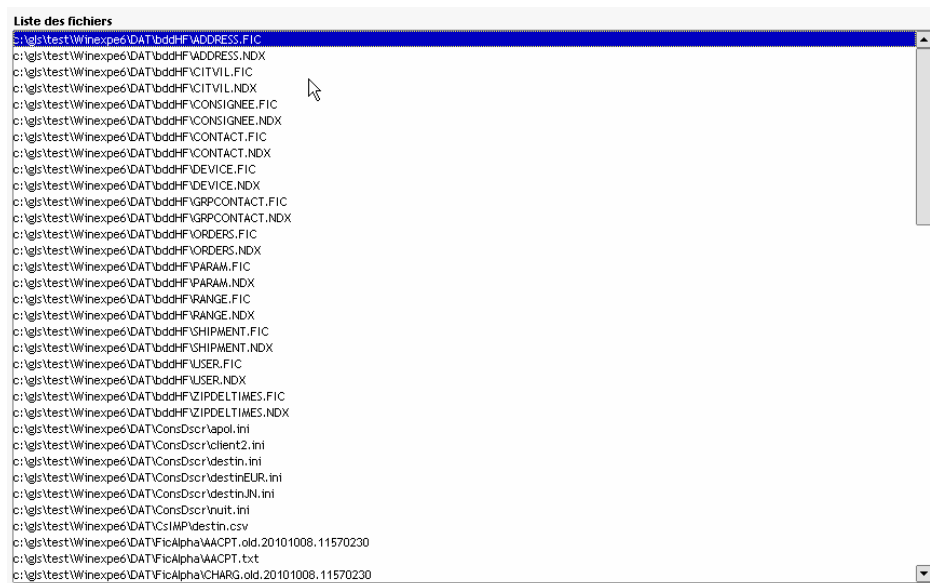 Liste des fichiers
c:\gls\test\Winexpe6\DAT\bddHF\ADDRESS.FIC
c:\gls\test\Winexpe6\DAT\bddHF\ADDRESS.NDX
c:\gls\test\Winexpe6\DAT\bddHF\CITVIL.FIC
c:\gls\test\Winexpe6\DAT\bddHF\CITVIL.NDX
c:\gls\test\Winexpe6\DAT\bddHF\CONSIGNEE.FIC
c:\gls\test\Winexpe6\DAT\bddHF\CONSIGNEE.NDX
c:\gls\test\Winexpe6\DAT\bddHF\CONTACT.FIC
c:\gls\test\Winexpe6\DAT\bddHF\CONTACT.NDX
c:\gls\test\Winexpe6\DAT\bddHF\DEVICE.FIC
c:\gls\test\Winexpe6\DAT\bddHF\DEVICE.NDX
c:\gls\test\Winexpe6\DAT\bddHF\GRPCONTACT.FIC
c:\gls\test\Winexpe6\DAT\bddHF\GRPCONTACT.NDX
c:\gls\test\Winexpe6\DAT\bddHF\ORDERS.FIC
c:\gls\test\Winexpe6\DAT\bddHF\ORDERS.NDX
c:\gls\test\Winexpe6\DAT\bddHF\PARAM.FIC
c:\gls\test\Winexpe6\DAT\bddHF\PARAM.NDX
c:\gls\test\Winexpe6\DAT\bddHF\RANGE.FIC
c:\gls\test\Winexpe6\DAT\bddHF\RANGE.NDX
c:\gls\test\Winexpe6\DAT\bddHF\SHIPMENT.FIC
c:\gls\test\Winexpe6\DAT\bddHF\SHIPMENT.NDX
c:\gls\test\Winexpe6\DAT\bddHF\USER.FIC
c:\gls\test\Winexpe6\DAT\bddHF\USER.NDX
c:\gls\test\Winexpe6\DAT\bddHF\ZIPDELTIMES.FIC
c:\gls\test\Winexpe6\DAT\bddHF\ZIPDELTIMES.NDX
c:\gls\test\Winexpe6\DAT\ConsDscr\apol.ini
c:\gls\test\Winexpe6\DAT\ConsDscr\client2.ini
c:\gls\test\Winexpe6\DAT\ConsDscr\destin.ini
c:\gls\test\Winexpe6\DAT\ConsDscr\destinEUR.ini
c:\gls\test\Winexpe6\DAT\ConsDscr\destinJN.ini
c:\gls\test\Winexpe6\DAT\ConsDscr\nuit.ini
c:\gls\test\Winexpe6\DAT\CsIMP\destin.csv
c:\gls\test\Winexpe6\DAT\FicAlpha\AACPT.old.20101008.11570230
c:\gls\test\Winexpe6\DAT\FicAlpha\AACPT.txt
c:\gls\test\Winexpe6\DAT\FicAlpha\CHARG.old.20101008.11570230